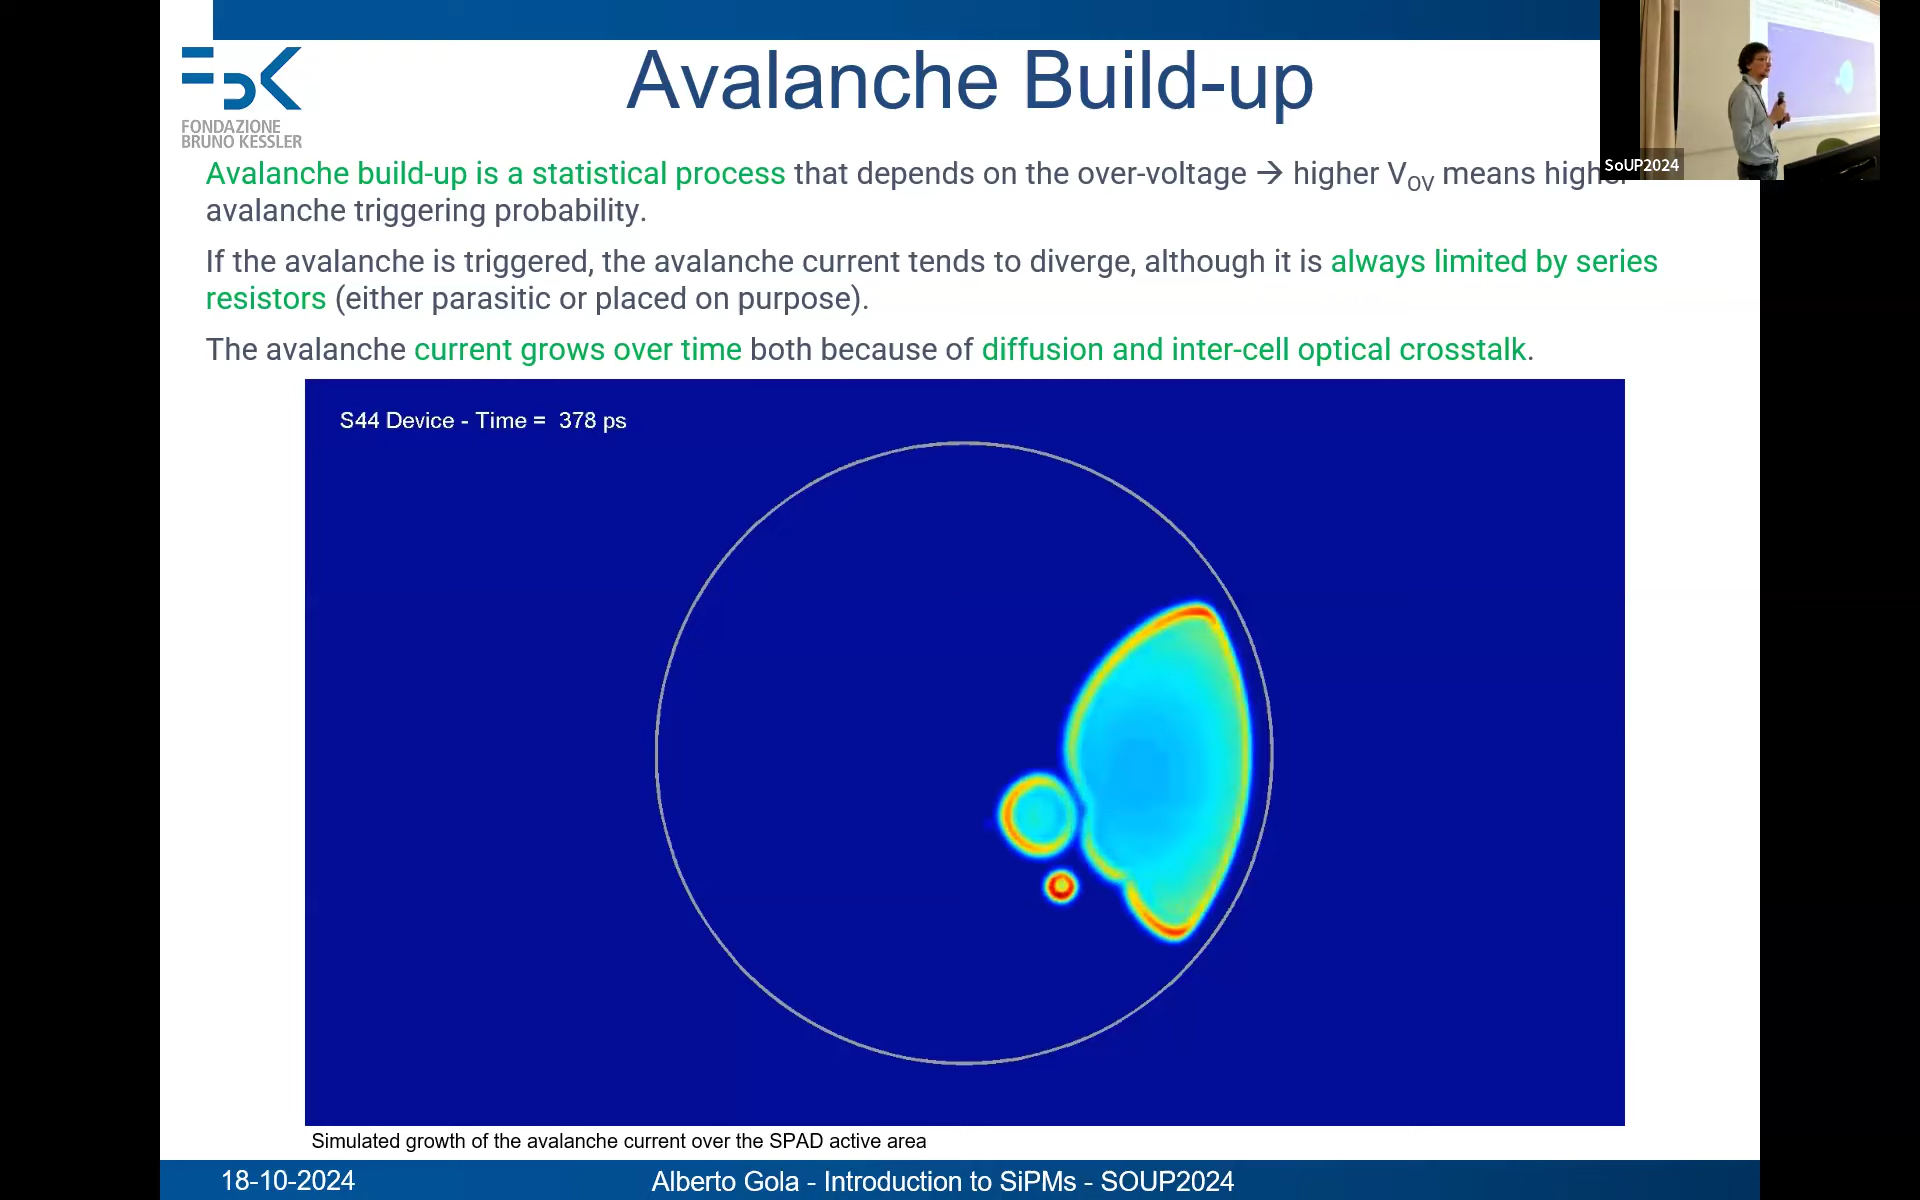 Avalanche Build-up
FONDAZIONE
BRUNO KESSLER
SoUP2024
Avalanche build-up is a statistical process that depends on the over-voltage → higher VOV means higher
avalanche triggering probability.
If the avalanche is triggered, the avalanche current tends to diverge, although it is always limited by series
resistors (either parasitic or placed on purpose).
The avalanche current grows over time both because of diffusion and inter-cell optical crosstalk.
S44 Device - Time = 378 ps
Simulated growth of the avalanche current over the SPAD active area
18-10-2024
Alberto Gola - Introduction to SiPMs - SOUP2024